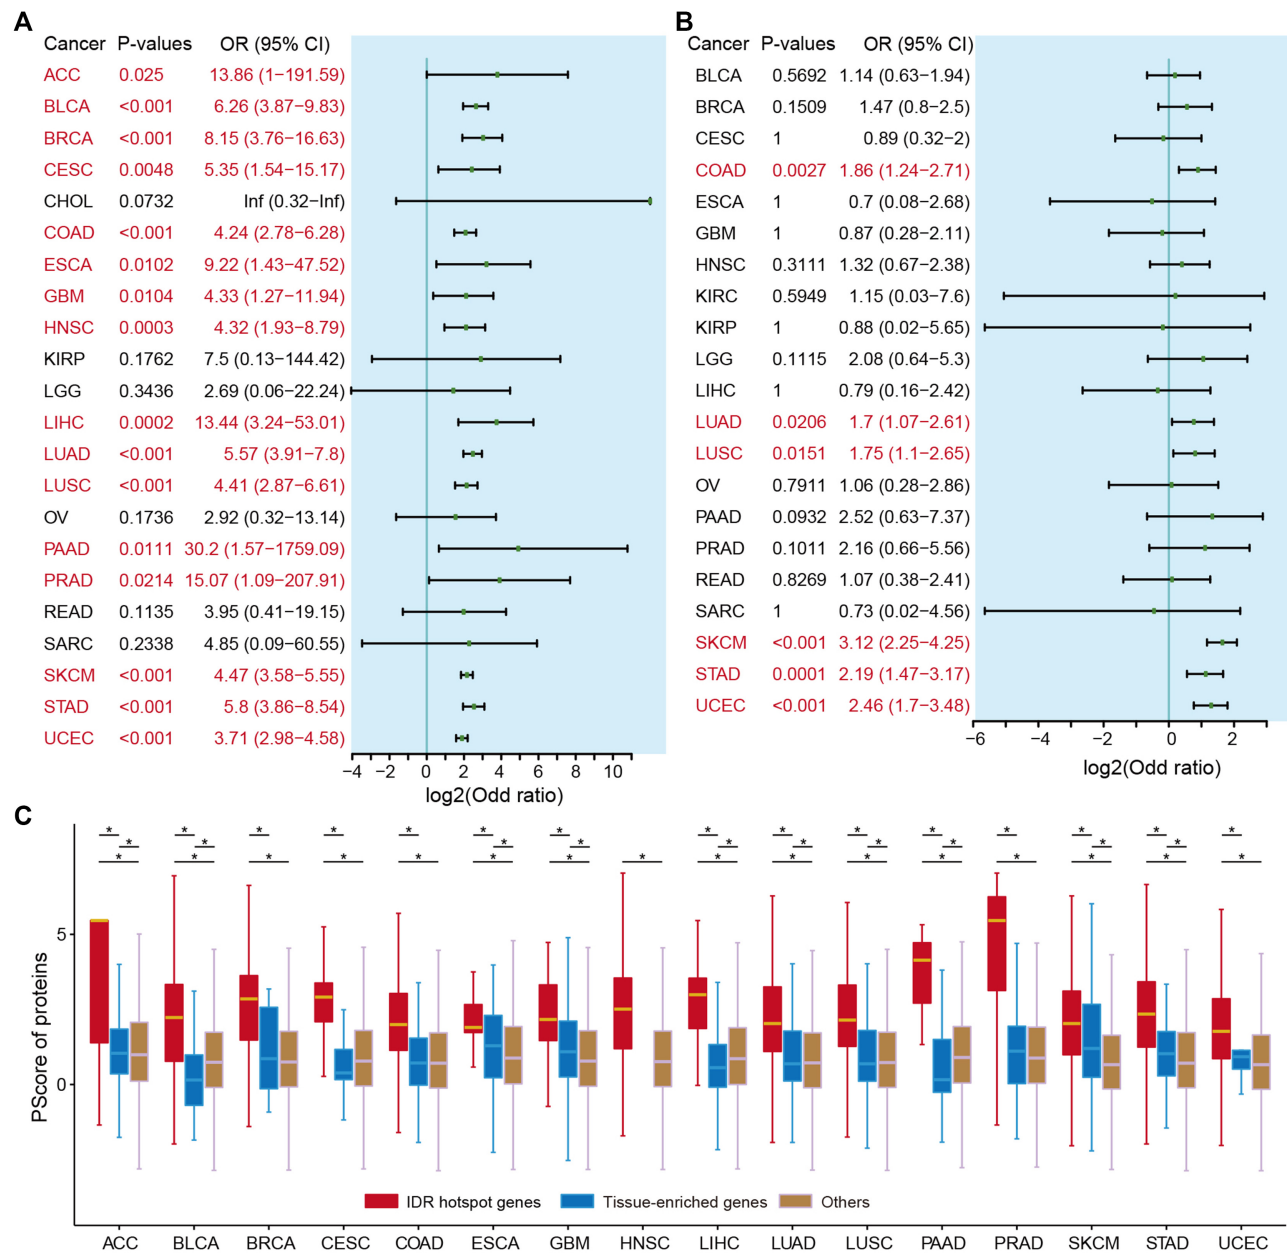 A
Cancer P-values OR (95% CI)
ACC 0.025 13.86 (1−191.59)
BLCA <0.001 6.26 (3.87−9.83)
BRCA <0.001 8.15 (3.76−16.63)
CESC 0.0048 5.35 (1.54−15.17)
CHOL 0.0732 Inf (0.32−Inf)
COAD <0.001 4.24 (2.78−6.28)
ESCA 0.0102 9.22 (1.43−47.52)
GBM 0.0104 4.33 (1.27−11.94)
HNSC 0.0003 4.32 (1.93−8.79)
KIRP 0.1762 7.5 (0.13−144.42)
LGG 0.3436 2.69 (0.06−22.24)
LIHC 0.0002 13.44 (3.24−53.01)
LUAD <0.001 5.57 (3.91−7.8)
LUSC <0.001 4.41 (2.87−6.61)
OV 0.1736 2.92 (0.32−13.14)
PAAD 0.0111 30.2 (1.57−1759.09)
PRAD 0.0214 15.07 (1.09−207.91)
READ 0.1135 3.95 (0.41−19.15)
SARC 0.2338 4.85 (0.09−60.55)
SKCM <0.001 4.47 (3.58−5.55)
STAD <0.001 5.8 (3.86−8.54)
UCEC <0.001 3.71 (2.98−4.58)
−4 −2 0 2 4 6 8 10
log2(Odd ratio)
B
Cancer P-values OR (95% CI)
BLCA 0.5692 1.14 (0.63−1.94)
BRCA 0.1509 1.47 (0.8−2.5)
CESC 1 0.89 (0.32−2)
COAD 0.0027 1.86 (1.24−2.71)
ESCA 1 0.7 (0.08−2.68)
GBM 1 0.87 (0.28−2.11)
HNSC 0.3111 1.32 (0.67−2.38)
KIRC 0.5949 1.15 (0.03−7.6)
KIRP 1 0.88 (0.02−5.65)
LGG 0.1115 2.08 (0.64−5.3)
LIHC 1 0.79 (0.16−2.42)
LUAD 0.0206 1.7 (1.07−2.61)
LUSC 0.0151 1.75 (1.1−2.65)
OV 0.7911 1.06 (0.28−2.86)
PAAD 0.0932 2.52 (0.63−7.37)
PRAD 0.1011 2.16 (0.66−5.56)
READ 0.8269 1.07 (0.38−2.41)
SARC 1 0.73 (0.02−4.56)
SKCM <0.001 3.12 (2.25−4.25)
STAD 0.0001 2.19 (1.47−3.17)
UCEC <0.001 2.46 (1.7−3.48)
−6 −4 −2 0 2
log2(Odd ratio)
C
* * * * * * * * * * * * * *
* * * * * * * * *
* * * * * * * * * * * * * * * *
PScore of proteins
5
0
IDR hotspot genes Tissue-enriched genes Others
ACC BLCA BRCA CESC COAD ESCA GBM HNSC LIHC LUAD LUSC PAAD PRAD SKCM STAD UCEC